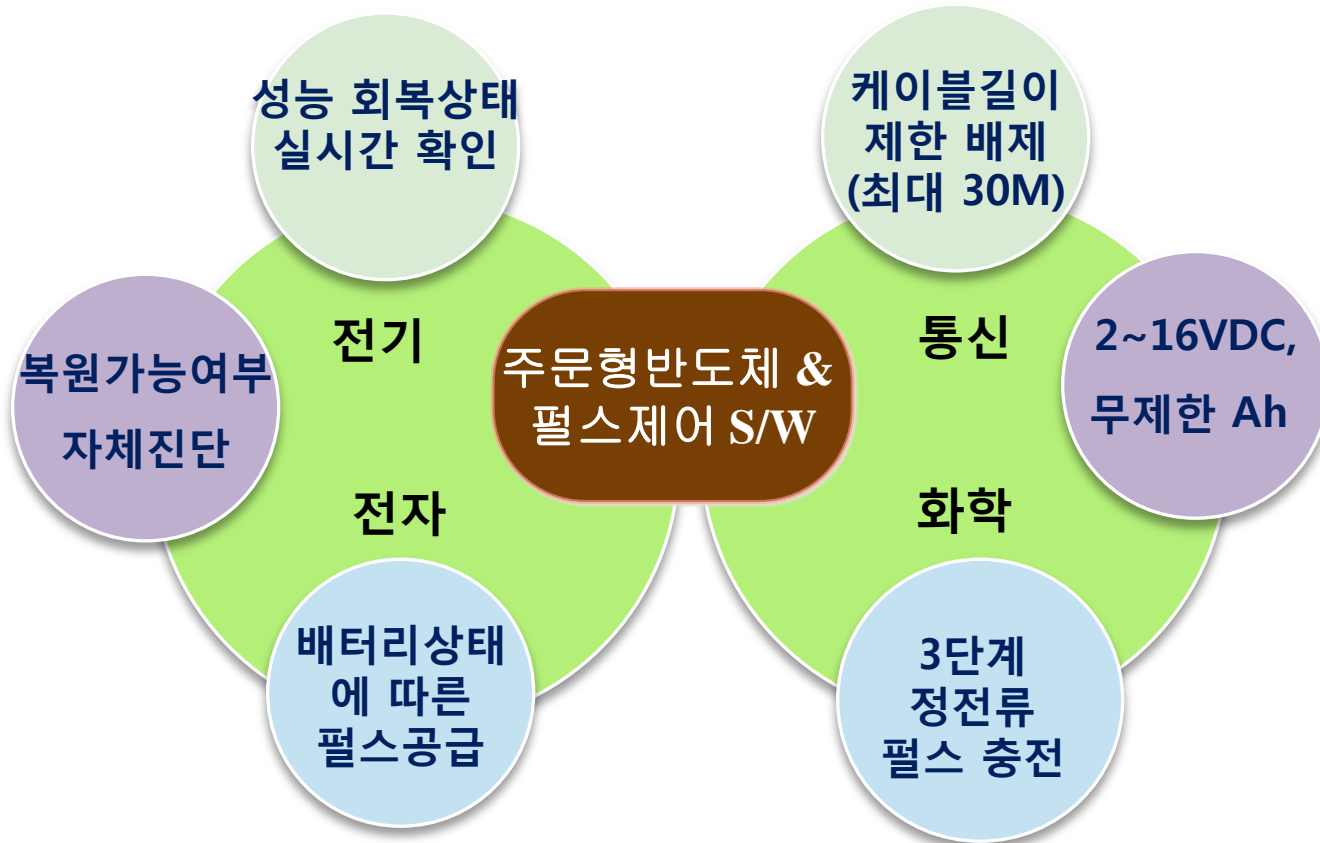 성능 회복상태
실시간 확인
케이블길이
제한 배제
(최대 30M)
복원가능여부
자체진단
전기
전자
주문형반도체 &
펄스제어 S/W
통신
화학
2~16VDC,
무제한 Ah
배터리상태
에 따른
펄스공급
3단계
정전류
펄스 충전